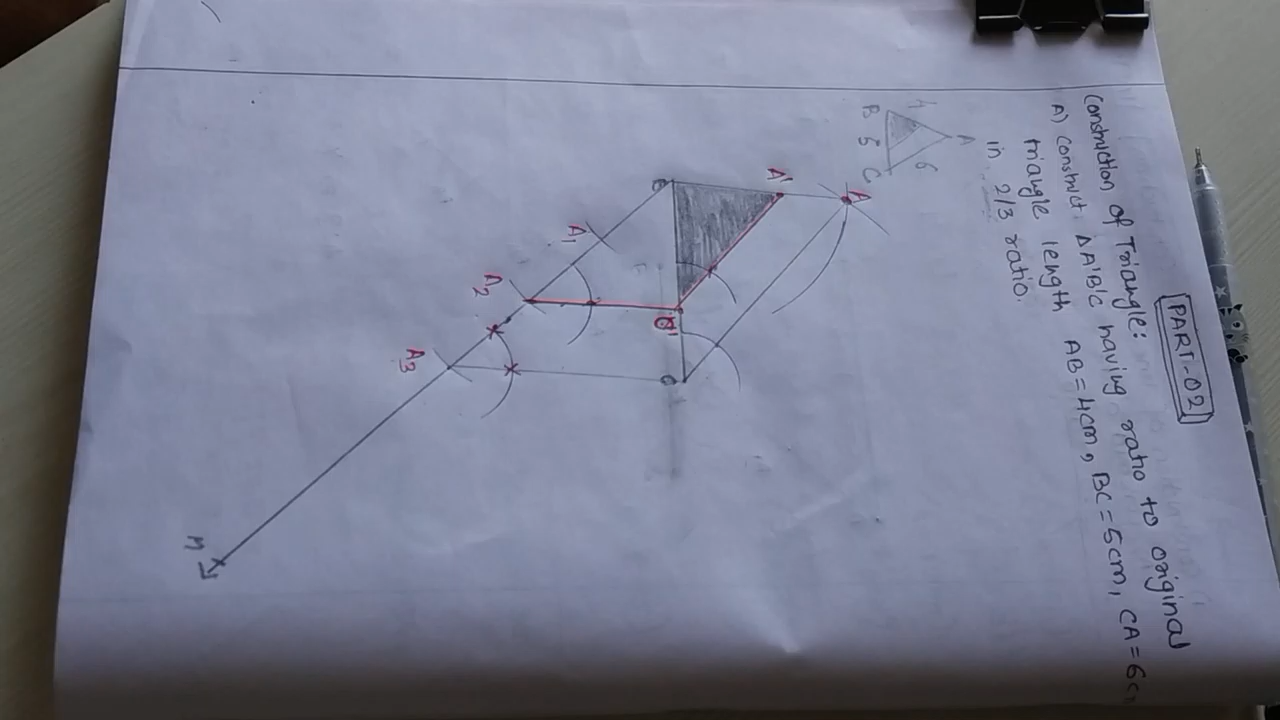 PART-02
Construction of Triangle:
A) Construct ΔA'B'C having ratio to original
triangle length AB=4cm, BC=5cm, CA=6c
in 2/3 ratio.
A
4 6
B 5 C
A
A'
B
C
B'
A1
A2
A3
M